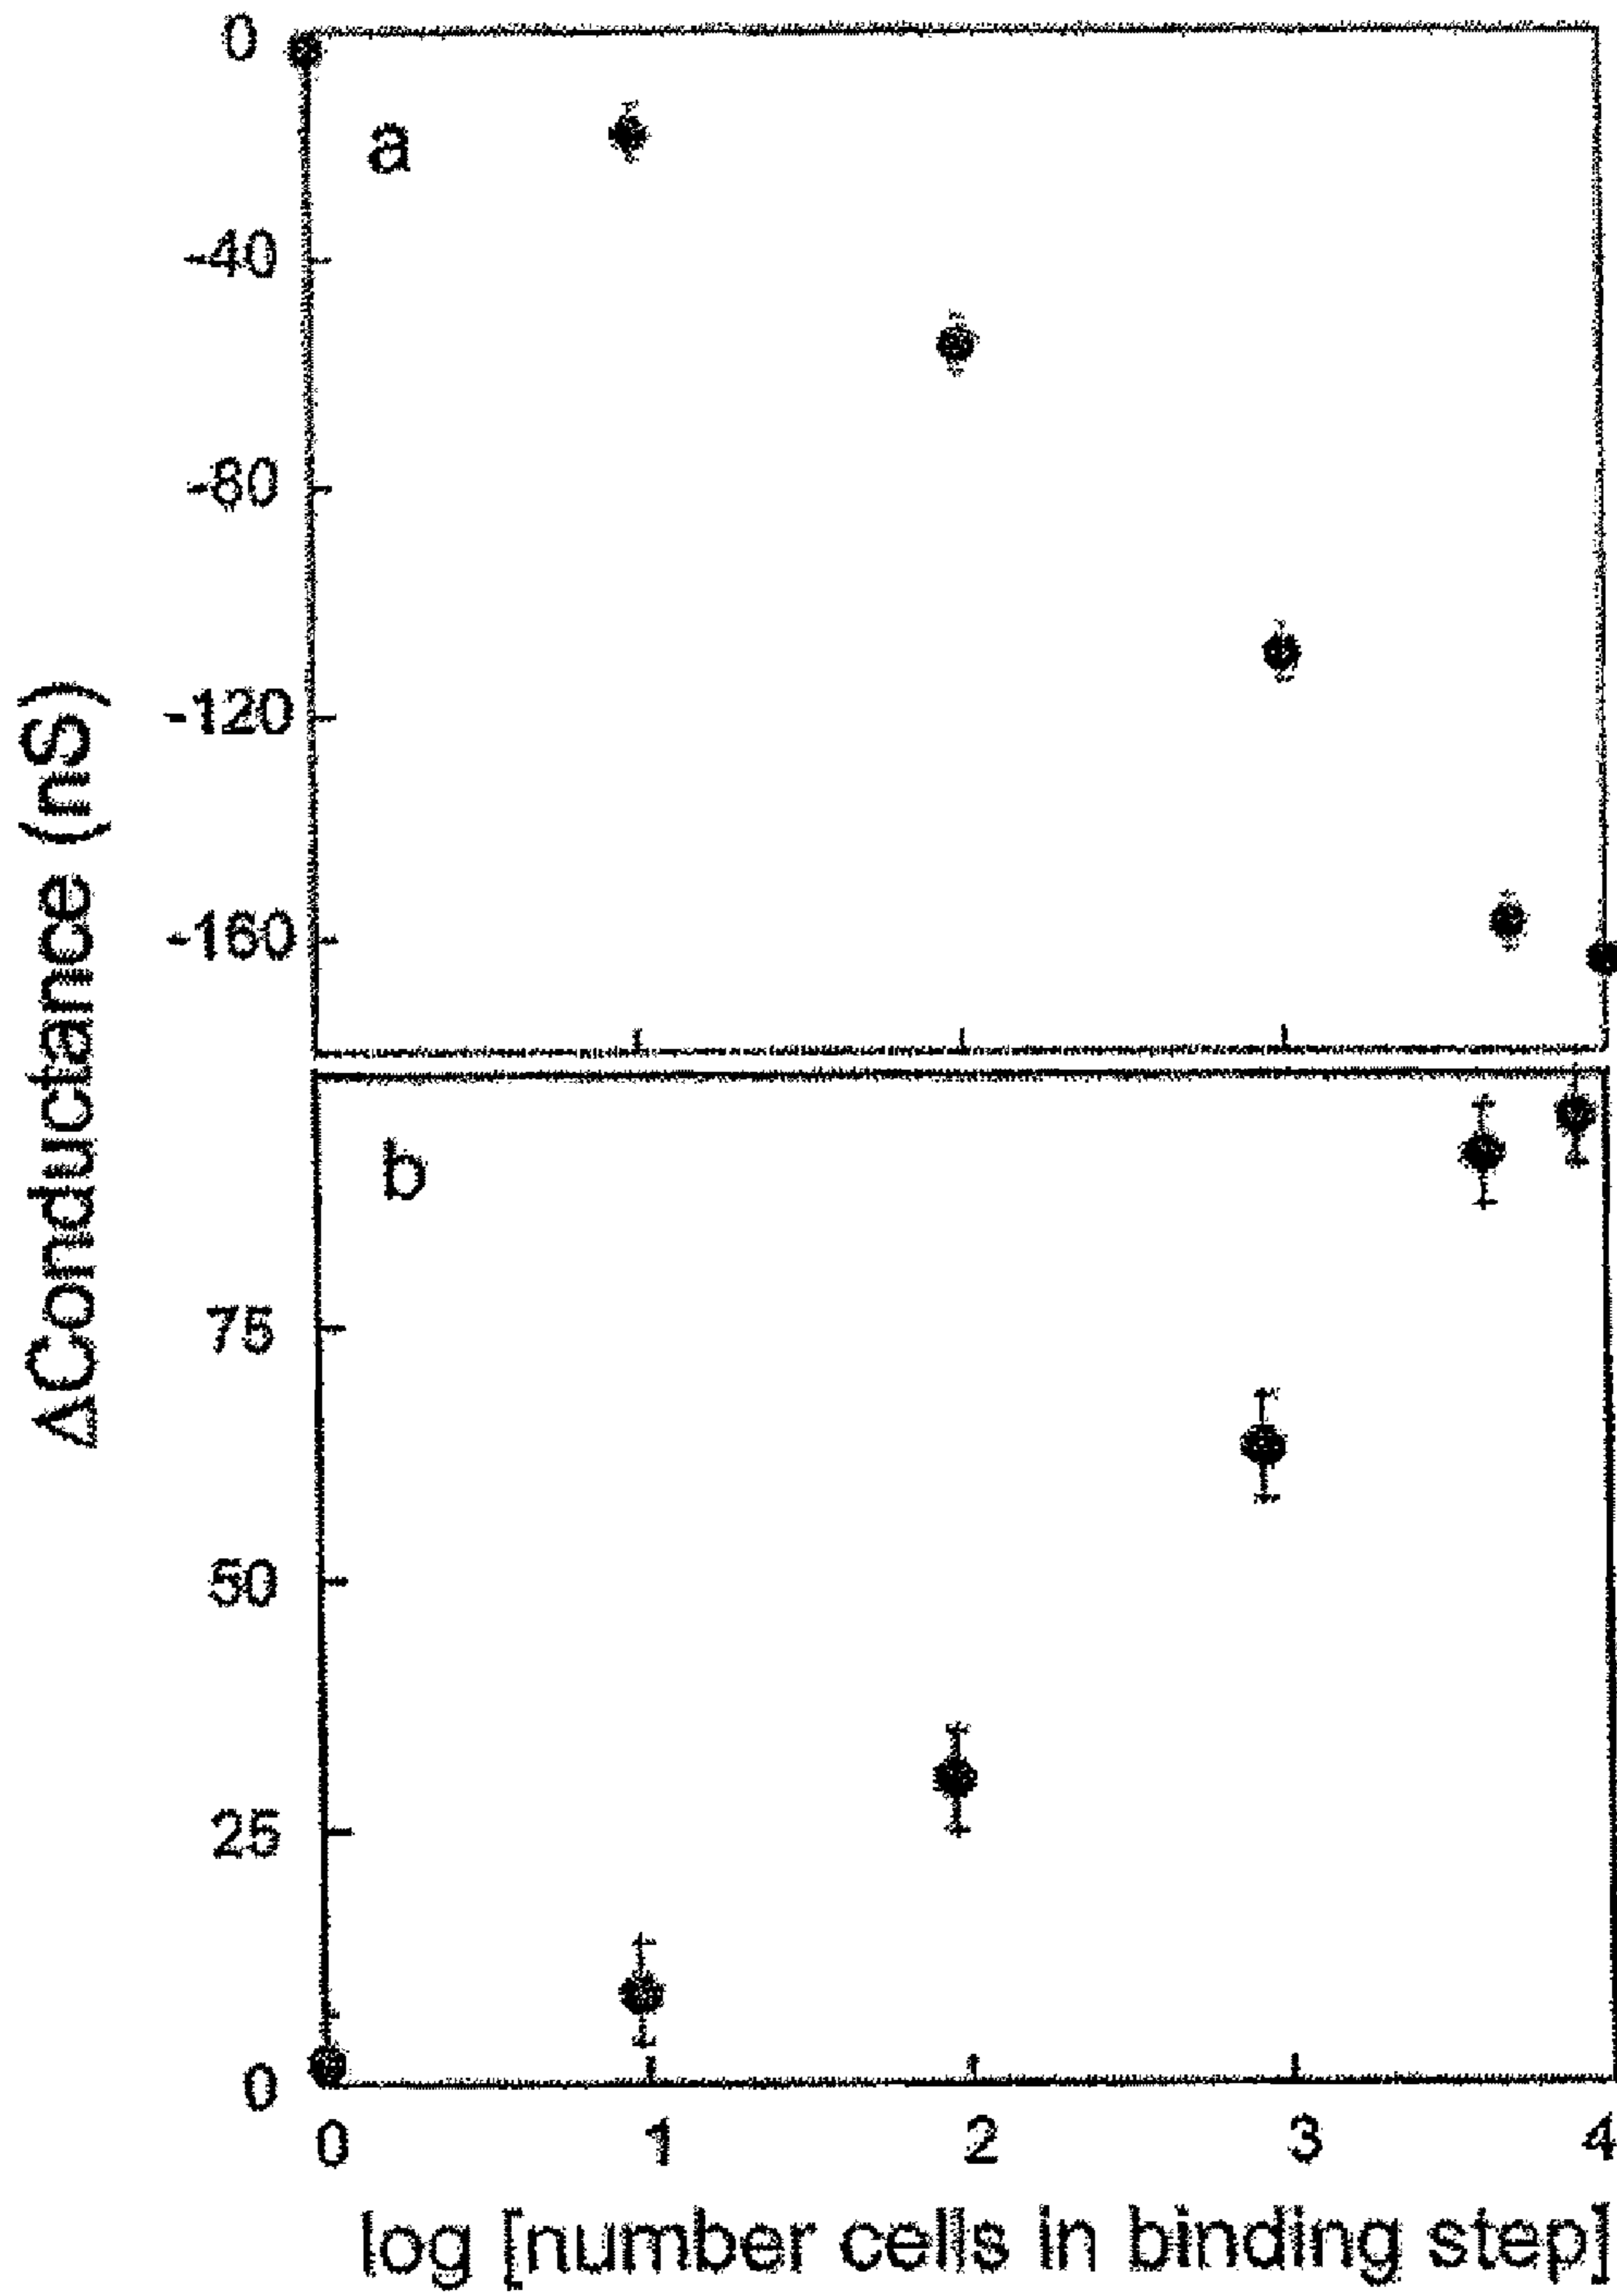 ΔConductance (nS)
0
a
-40
-80
-120
-160
b
75
50
25
0
0 1 2 3 4
log [number cells in binding step]